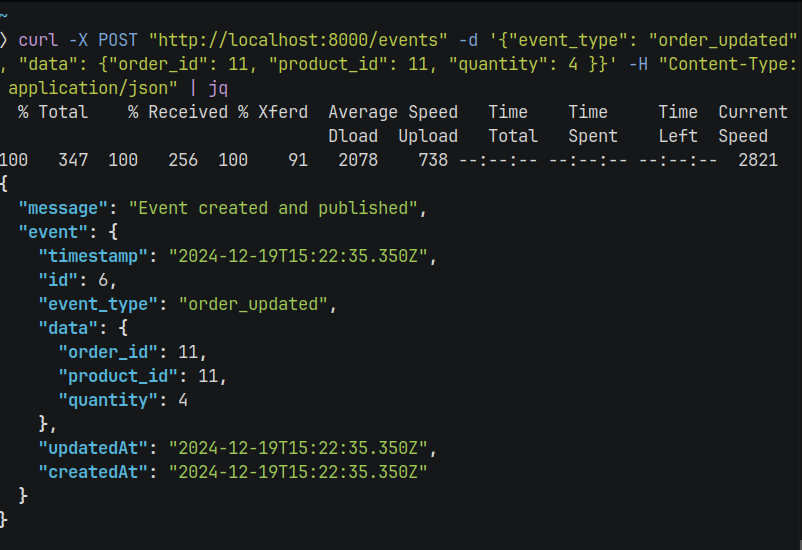 ~
❯ curl -X POST "http://localhost:8000/events" -d '{"event_type": "order_updated"
, "data": {"order_id": 11, "product_id": 11, "quantity": 4 }}' -H "Content-Type:
 application/json" | jq
  % Total    % Received % Xferd  Average Speed   Time    Time     Time  Current
                                 Dload  Upload   Total   Spent    Left  Speed
100   347  100   256  100    91   2078    738 --:--:-- --:--:-- --:--:--  2821
{
  "message": "Event created and published",
  "event": {
    "timestamp": "2024-12-19T15:22:35.350Z",
    "id": 6,
    "event_type": "order_updated",
    "data": {
      "order_id": 11,
      "product_id": 11,
      "quantity": 4
    },
    "updatedAt": "2024-12-19T15:22:35.350Z",
    "createdAt": "2024-12-19T15:22:35.350Z"
  }
}